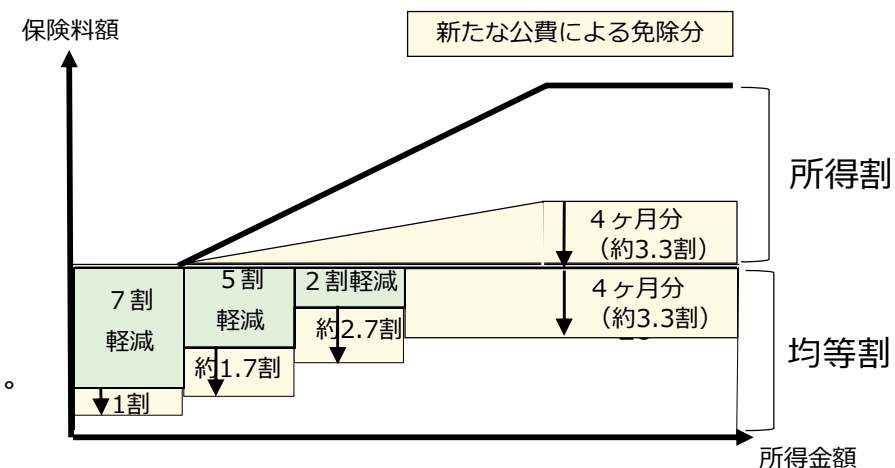 保険料額
新たな公費による免除分
所得割
４ヶ月分
（約3.3割）
７割
軽減
５割
軽減
２割軽減
４ヶ月分
（約3.3割）
約2.7割
約1.7割
1割
均等割
。
所得金額